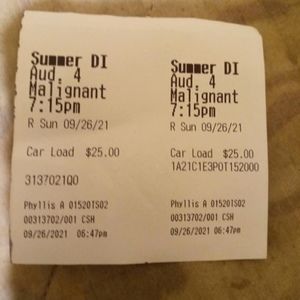 Summer DI
Aud. 4
Malignant
7:15pm
R Sun 09/26/21
Car Load $25.00
3137021Q0
Phyllis A 01520TS02
00313702/001 CSH
09/26/2021 06:47pm
Summer DI
Aud. 4
Malignant
7:15pm
R Sun 09/26/21
Car Load $25.00
1A21C1E3P0T152000
Phyllis A 01520TS02
00313702/001 CSH
09/26/2021 06:47pm